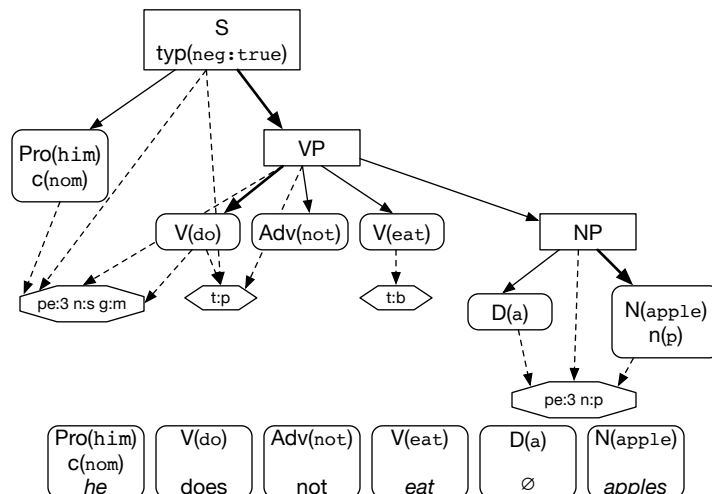 S
typ(neg:true)
Pro(him)
c(nom)
VP
V(do)
Adv(not)
V(eat)
NP
pe:3 n:s g:m
t:p
t:b
D(a)
N(apple)
n(p)
pe:3 n:p
Pro(him)
c(nom)
he
V(do)
does
Adv(not)
not
V(eat)
eat
D(a)
∅
N(apple)
apples